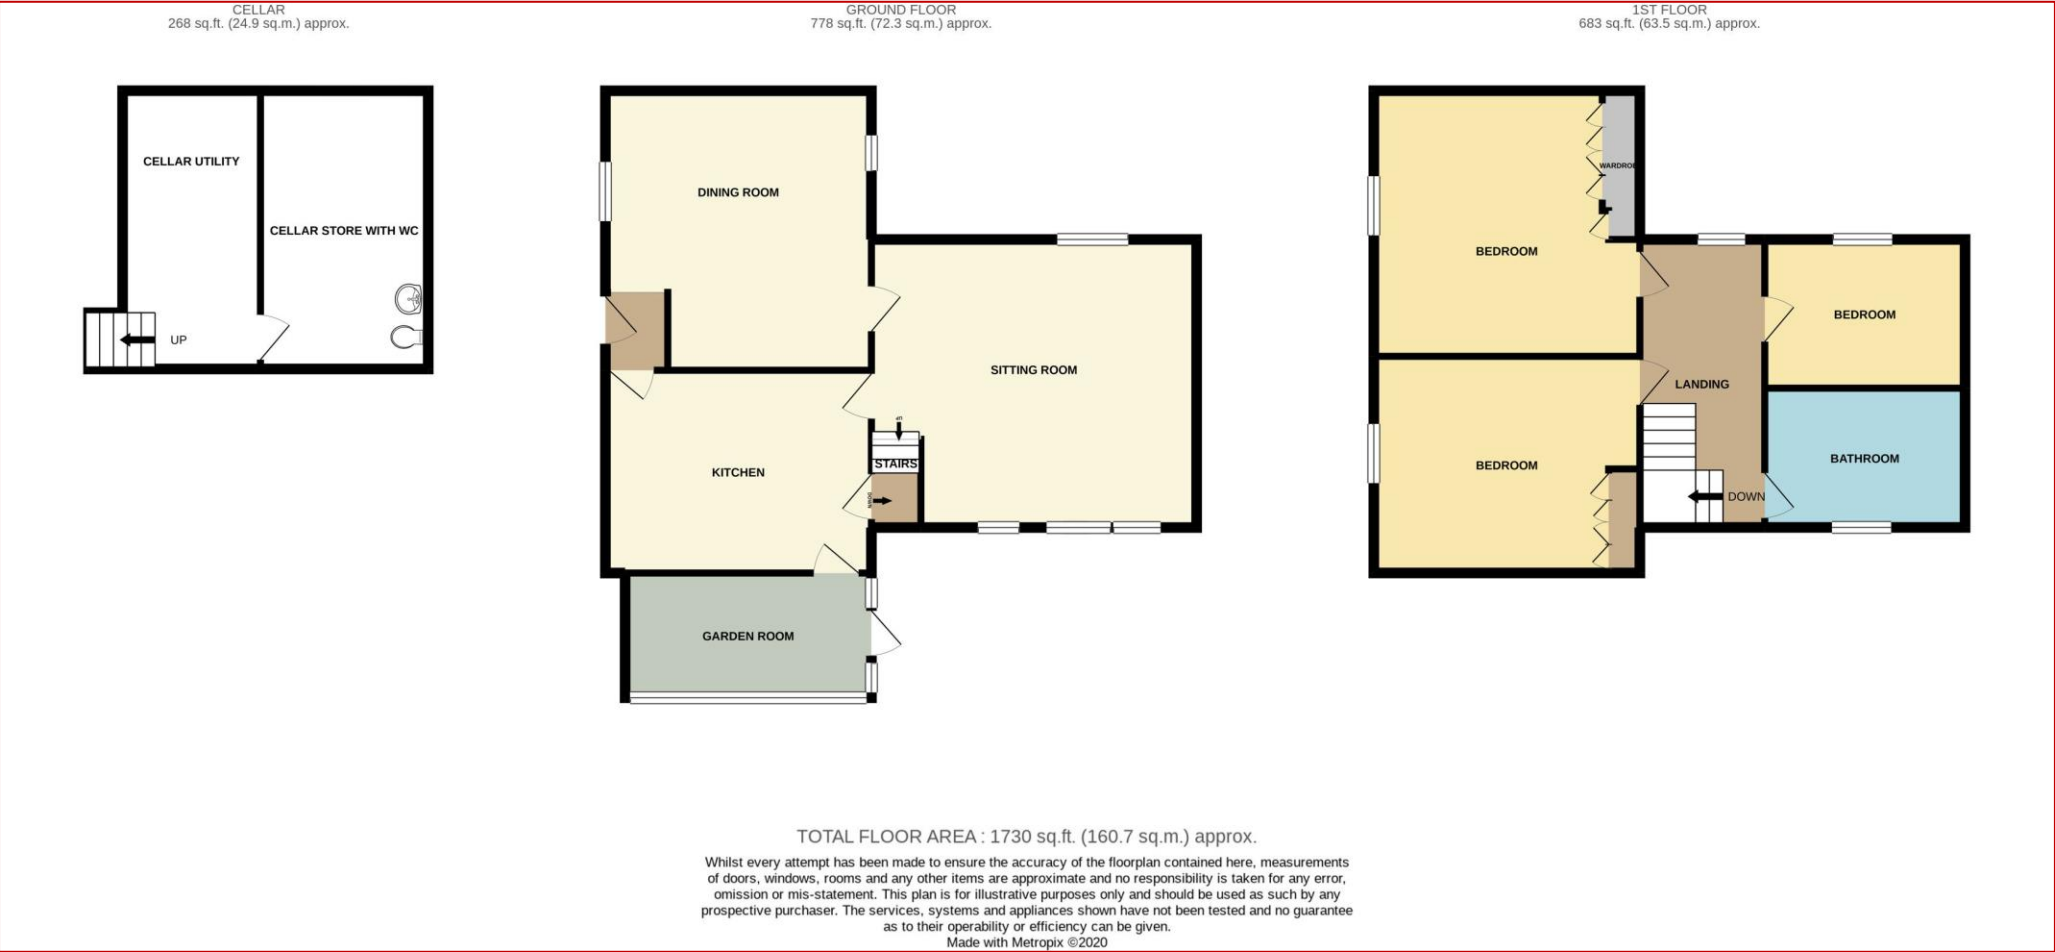 CELLAR
268 sq.ft. (24.9 sq.m.) approx.
GROUND FLOOR
778 sq.ft. (72.3 sq.m.) approx.
1ST FLOOR
683 sq.ft. (63.5 sq.m.) approx.
CELLAR UTILITY
CELLAR STORE WITH WC
UP
DINING ROOM
SITTING ROOM
UP
STAIRS
KITCHEN
DOWN
GARDEN ROOM
WARDROB
BEDROOM
BEDROOM
LANDING
BEDROOM
BATHROOM
DOWN
TOTAL FLOOR AREA : 1730 sq.ft. (160.7 sq.m.) approx.
Whilst every attempt has been made to ensure the accuracy of the floorplan contained here, measurements
of doors, windows, rooms and any other items are approximate and no responsibility is taken for any error,
omission or mis-statement. This plan is for illustrative purposes only and should be used as such by any
prospective purchaser. The services, systems and appliances shown have not been tested and no guarantee
as to their operability or efficiency can be given.
Made with Metropix ©2020